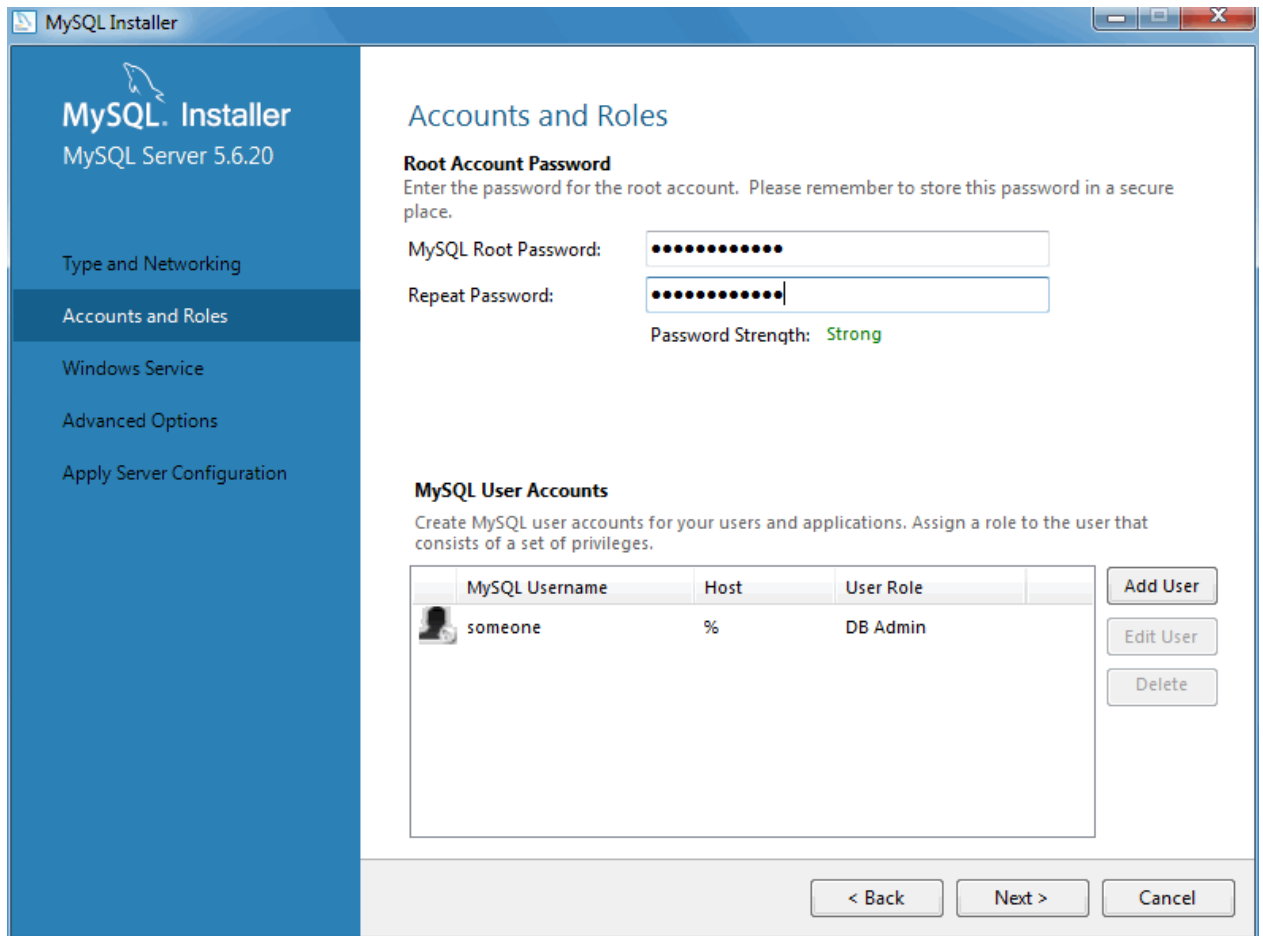 MySQL Installer
MySQL. Installer
MySQL Server 5.6.20
Type and Networking
Accounts and Roles
Windows Service
Advanced Options
Apply Server Configuration
Accounts and Roles
Root Account Password
Enter the password for the root account. Please remember to store this password in a secure
place.
MySQL Root Password: ●●●●●●●●●●●●
Repeat Password: ●●●●●●●●●●●●
Password Strength: Strong
MySQL User Accounts
Create MySQL user accounts for your users and applications. Assign a role to the user that
consists of a set of privileges.
MySQL Username Host User Role
someone % DB Admin
Add User
Edit User
Delete
< Back Next > Cancel